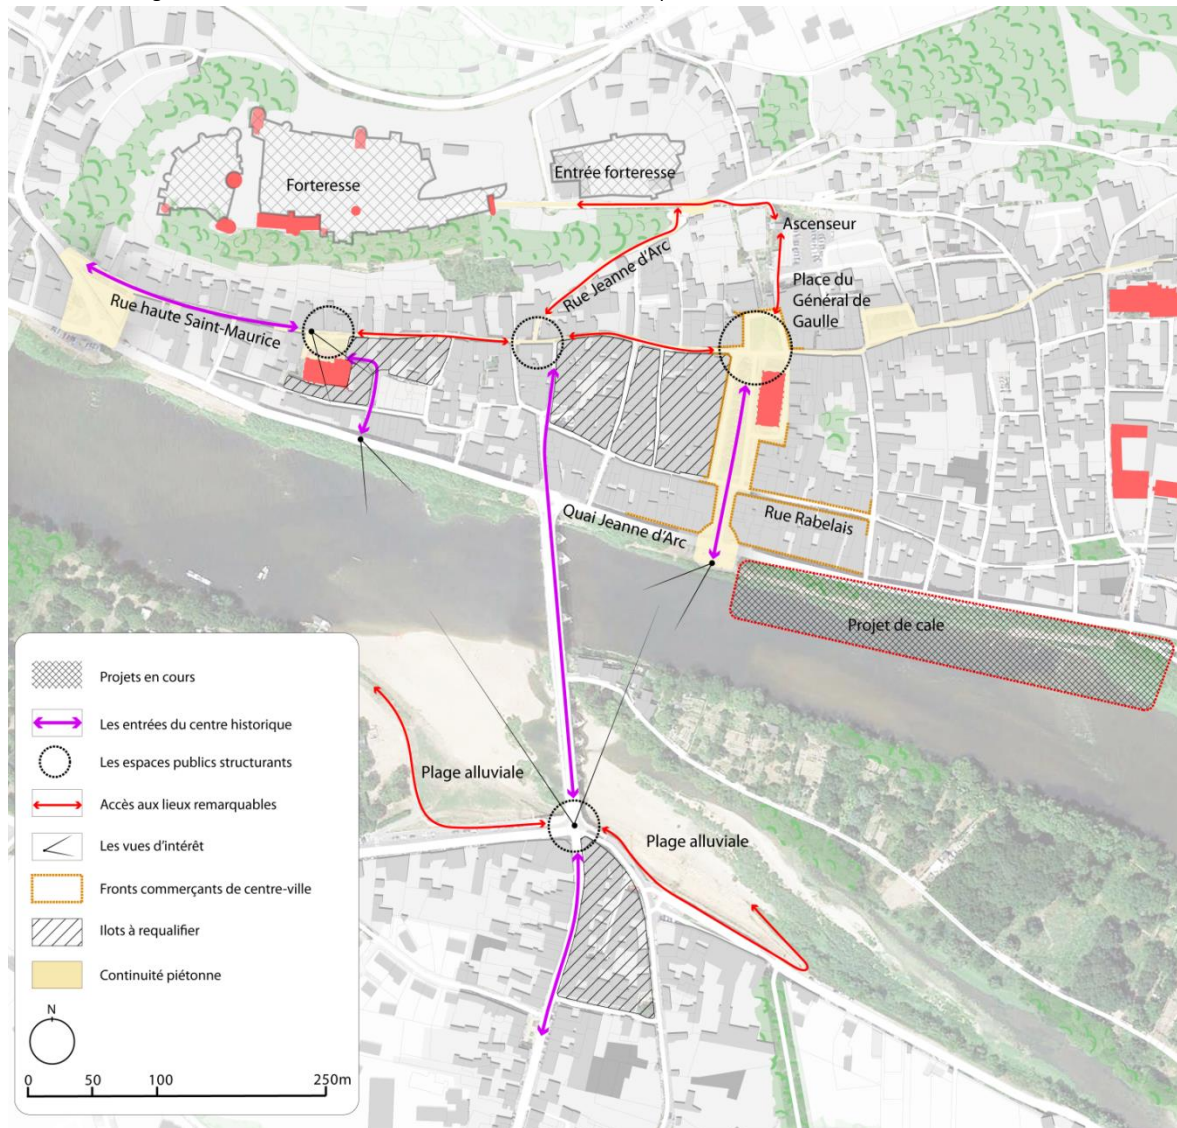 Entrée forteresse
Forteresse
Ascenseur
Rue Jeanne d'Arc
Place du
Général de
Gaulle
Rue haute Saint-Maurice
Quai Jeanne d'Arc
Rue Rabelais
Projet de cale
Plage alluviale
Plage alluviale
Projets en cours
Les entrées du centre historique
Les espaces publics structurants
Accès aux lieux remarquables
Les vues d'intérêt
Fronts commerçants de centre-ville
Ilots à requalifier
Continuité piétonne
N
0 50 100 250m